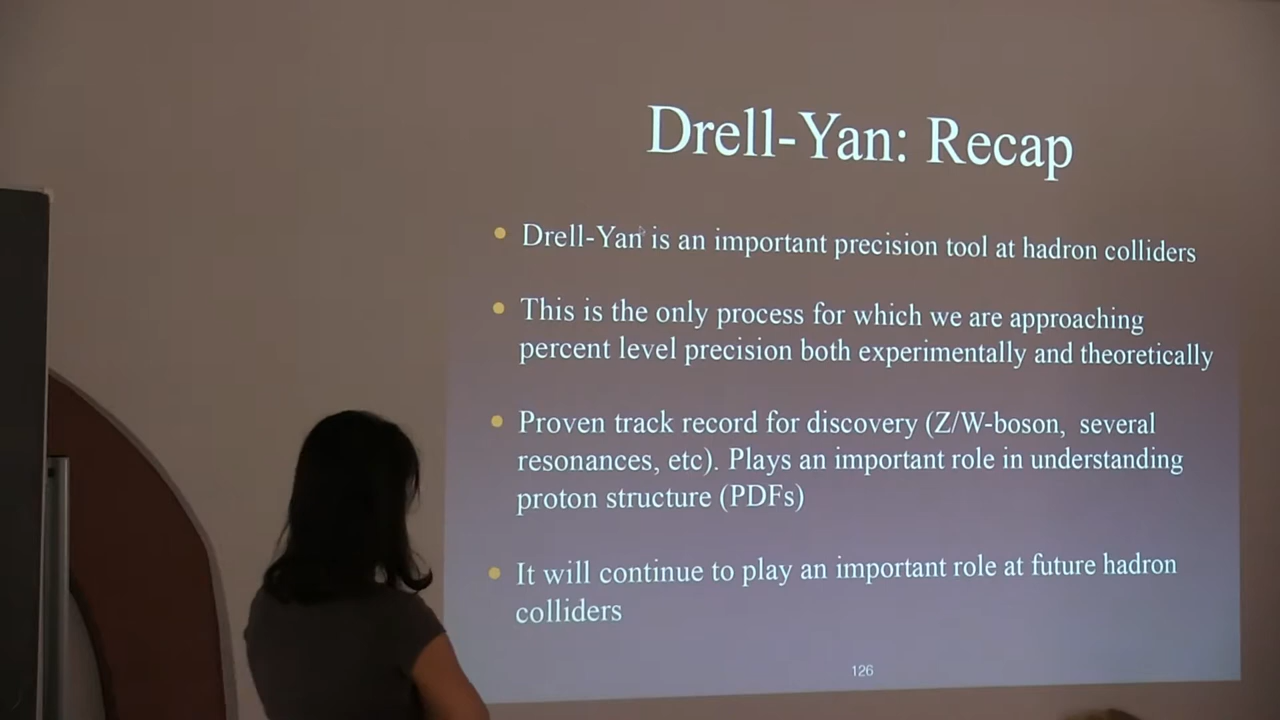 Drell-Yan: Recap
• Drell-Yan is an important precision tool at hadron colliders
• This is the only process for which we are approaching
percent level precision both experimentally and theoretically
• Proven track record for discovery (Z/W-boson, several
resonances, etc). Plays an important role in understanding
proton structure (PDFs)
• It will continue to play an important role at future hadron
colliders
126